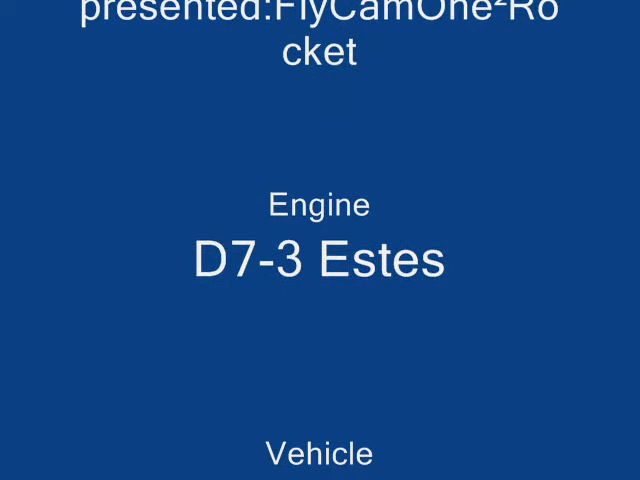 presented:FlyCamOne²Ro
cket
Engine
D7-3 Estes
Vehicle